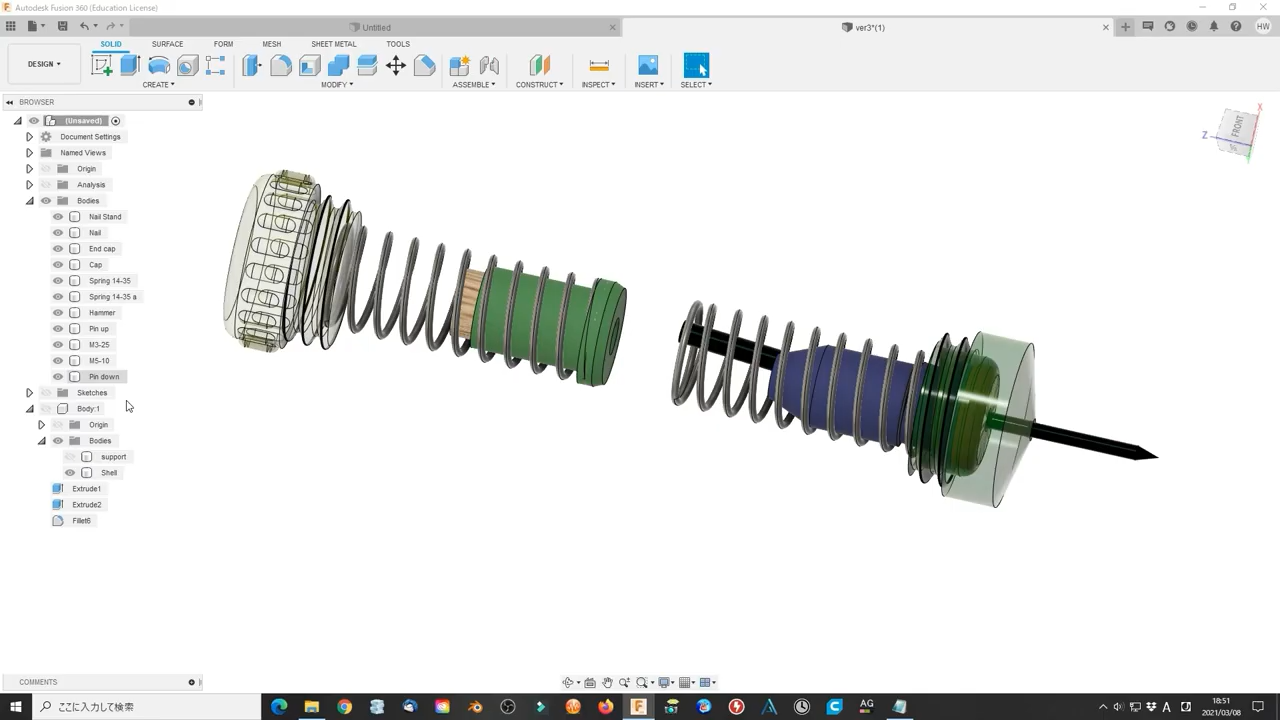 Autodesk Fusion 360 (Education License)
Untitled
ver3*(1)
HW
DESIGN
SOLID
SURFACE
FORM
MESH
SHEET METAL
TOOLS
CREATE
MODIFY
ASSEMBLE
CONSTRUCT
INSPECT
INSERT
SELECT
BROWSER
(Unsaved)
Document Settings
Named Views
Origin
Analysis
Bodies
Nail Stand
Nail
End cap
Cap
Spring 14-35
Spring 14-35 a
Hammer
Pin up
M3-25
M5-10
Pin down
Sketches
Body:1
Origin
Bodies
support
Shell
Extrude1
Extrude2
Fillet6
FRONT
X
Z
COMMENTS
ここに入力して検索
AG
18:51
2021/03/08